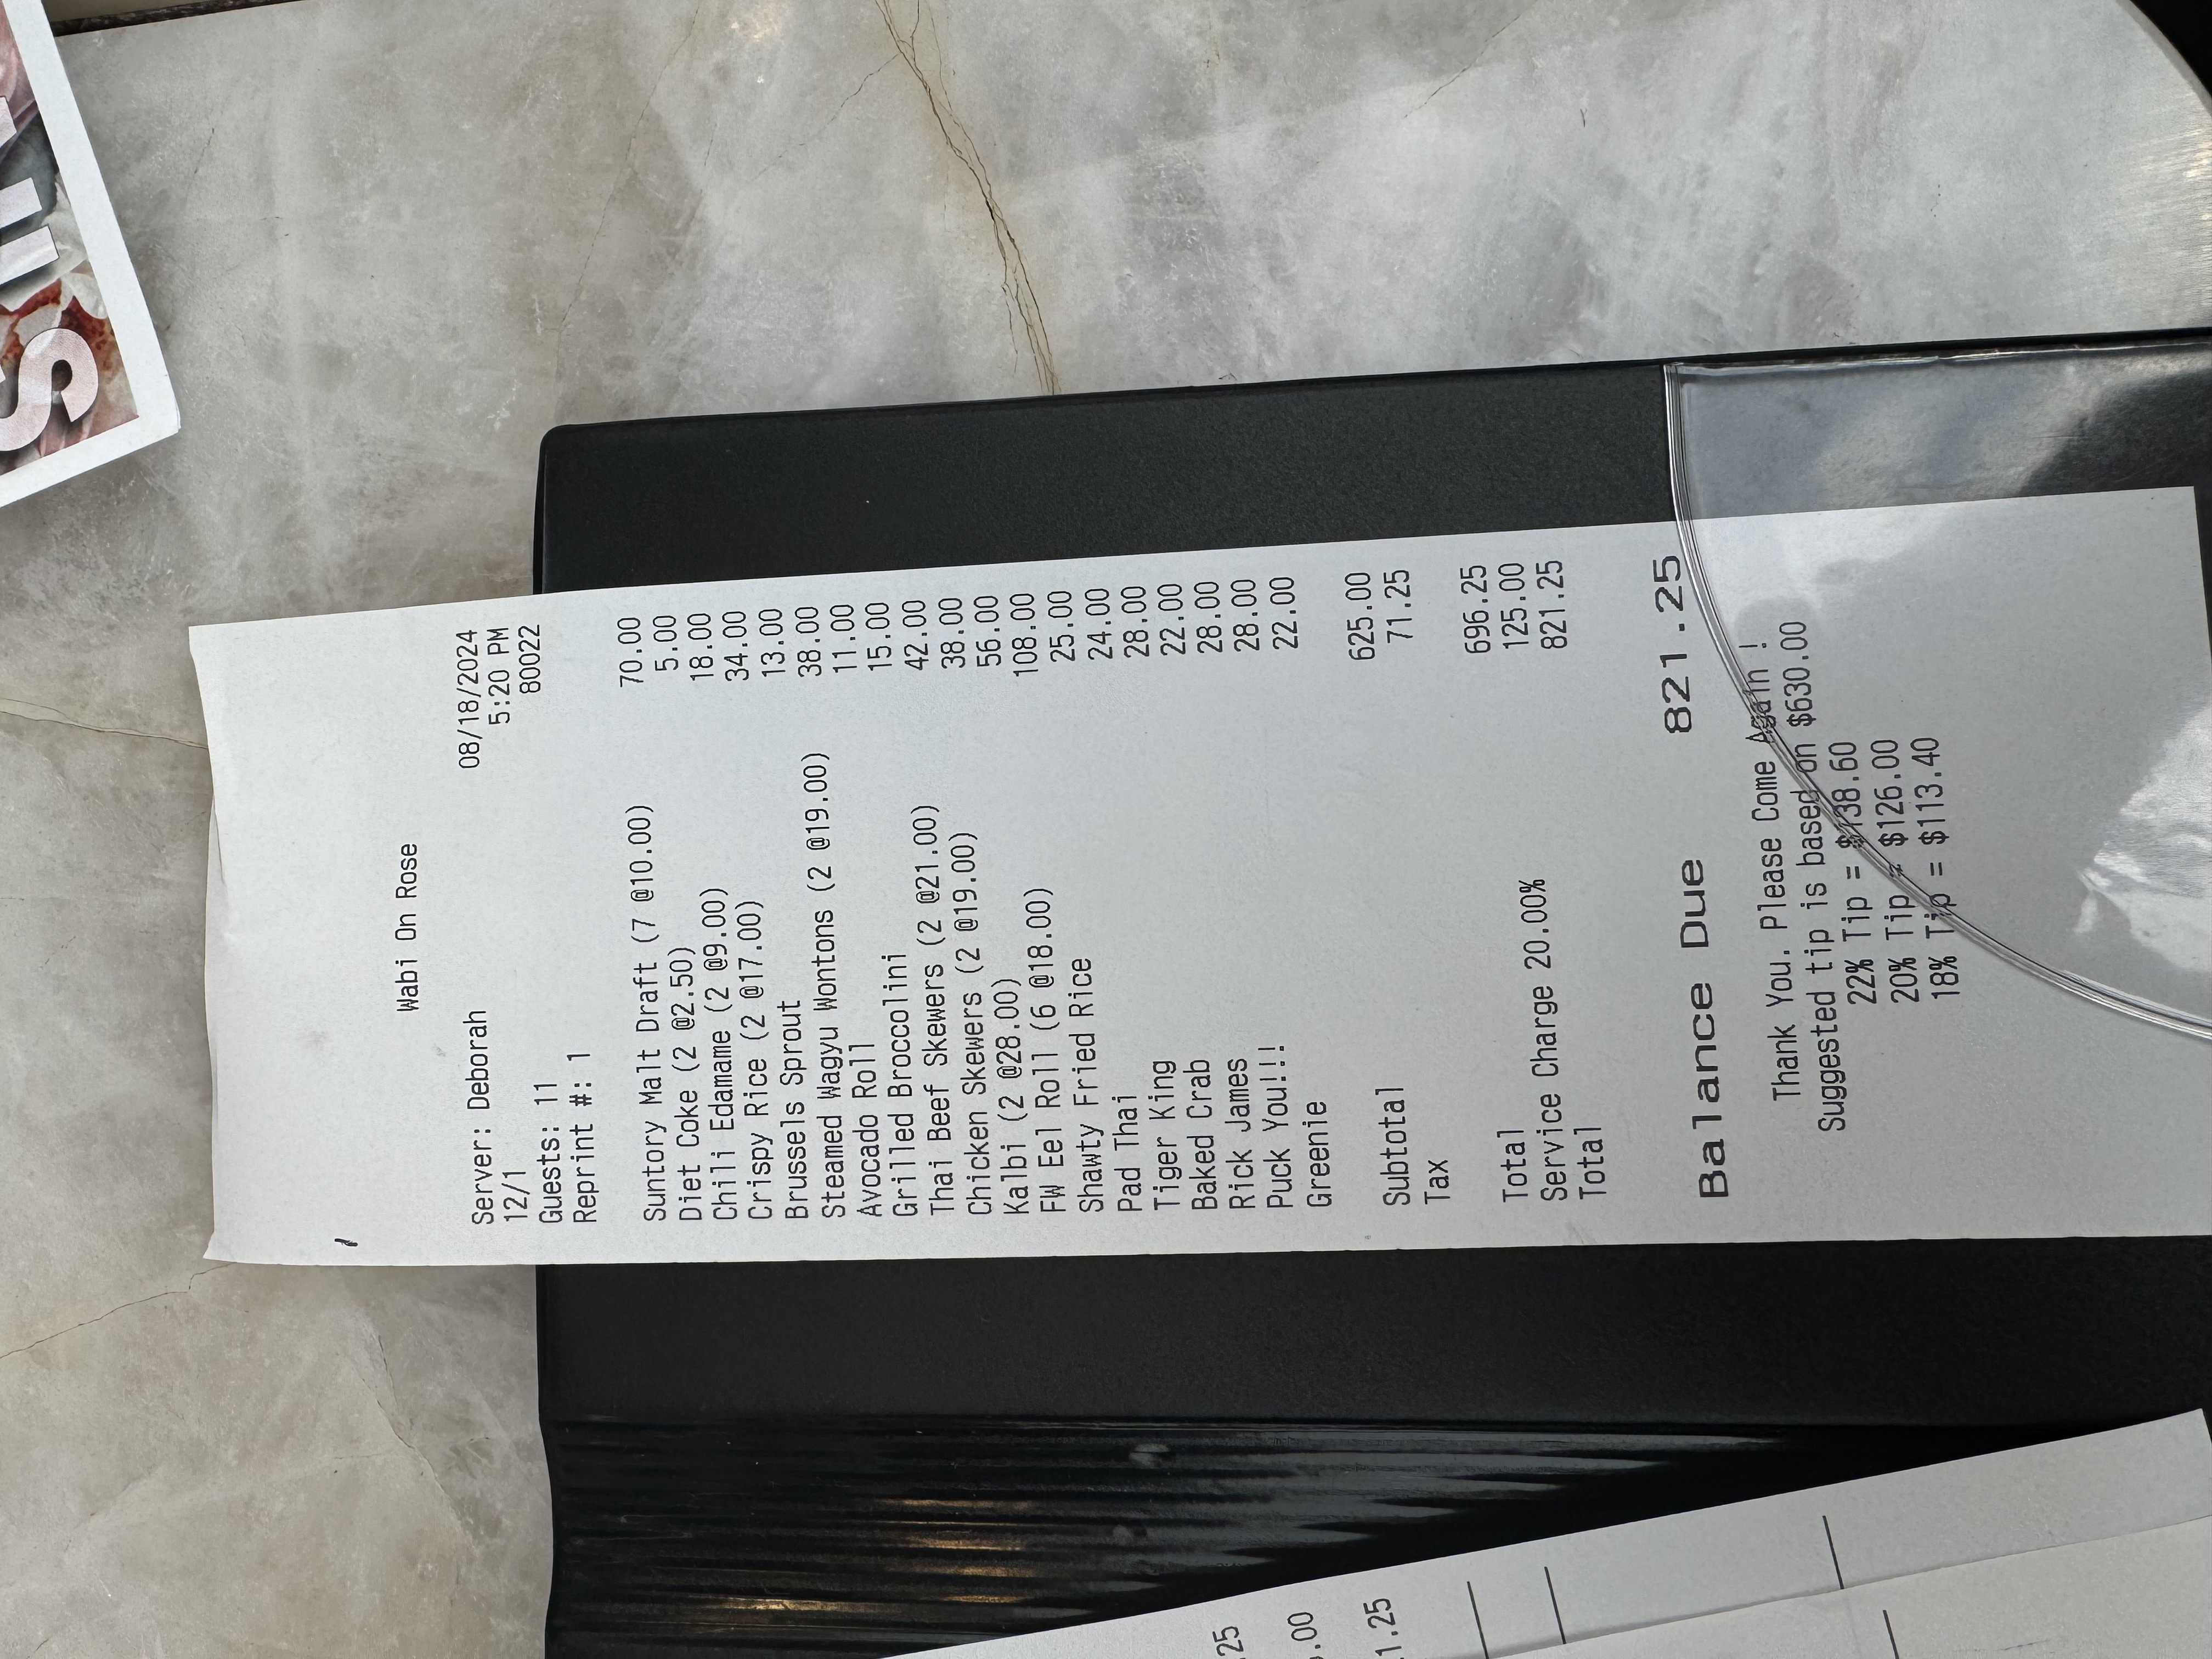 Wabi On Rose
Server: Deborah 08/18/2024
12/1 5:20 PM
Guests: 11 80022
Reprint #: 1
Suntory Malt Draft (7 @10.00) 70.00
Diet Coke (2 @2.50) 5.00
Chili Edamame (2 @9.00) 18.00
Crispy Rice (2 @17.00) 34.00
Brussels Sprout 13.00
Steamed Wagyu Wontons (2 @19.00) 38.00
Avocado Roll 11.00
Grilled Broccolini 15.00
Thai Beef Skewers (2 @21.00) 42.00
Chicken Skewers (2 @19.00) 38.00
Kalbi (2 @28.00) 56.00
FW Eel Roll (6 @18.00) 108.00
Shawty Fried Rice 25.00
Pad Thai 24.00
Tiger King 28.00
Baked Crab 22.00
Rick James 28.00
Puck You!!! 28.00
Greenie 22.00
Subtotal 625.00
Tax 71.25
Total 696.25
Service Charge 20.00% 125.00
Total 821.25
Balance Due 821.25
Thank You. Please Come Again !
Suggested tip is based on $630.00
22% Tip = $138.60
20% Tip = $126.00
18% Tip = $113.40
.25
.00
1.25